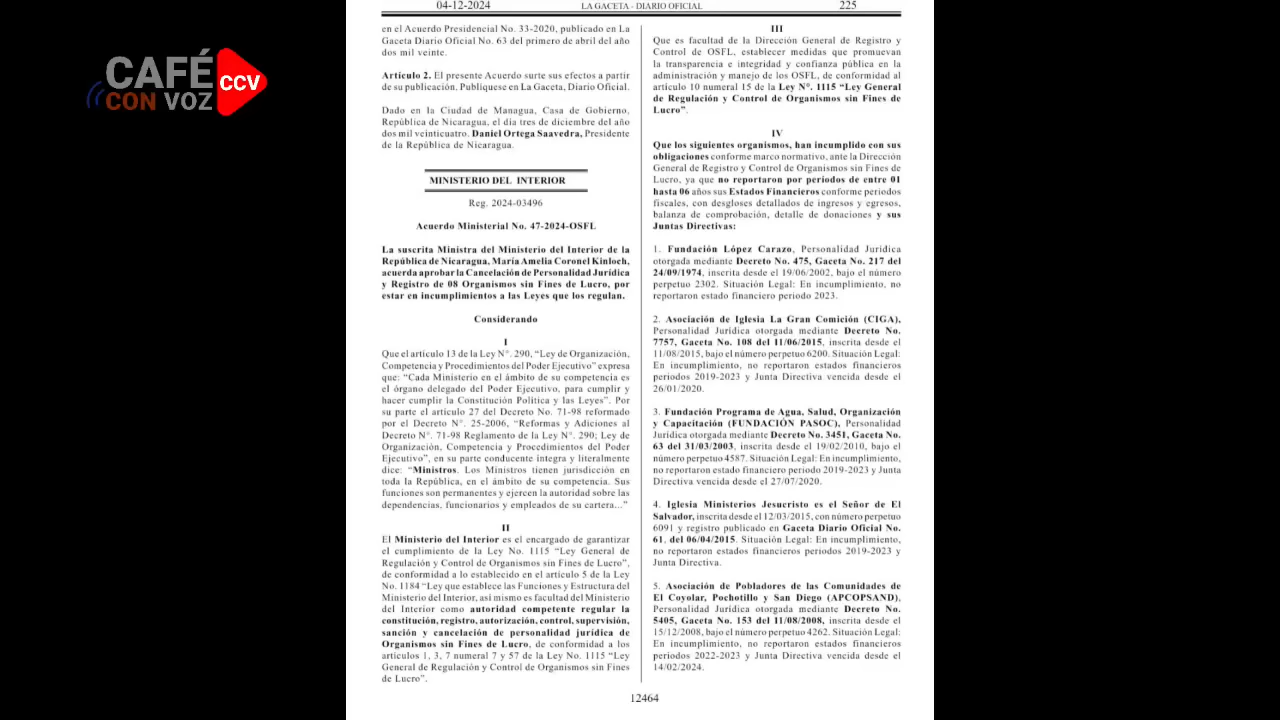 04-12-2024 LA GACETA - DIARIO OFICIAL 225
CAFÉ
CON VOZ
CCV
en el Acuerdo Presidencial No. 33-2020, publicado en La
Gaceta Diario Oficial No. 63 del primero de abril del año
dos mil veinte.
Artículo 2. El presente Acuerdo surte sus efectos a partir
de su publicación. Publíquese en La Gaceta, Diario Oficial.
Dado en la Ciudad de Managua, Casa de Gobierno,
República de Nicaragua, el día tres de diciembre del año
dos mil veinticuatro. Daniel Ortega Saavedra, Presidente
de la República de Nicaragua.
MINISTERIO DEL INTERIOR
Reg. 2024-03496
Acuerdo Ministerial No. 47-2024-OSFL
La suscrita Ministra del Ministerio del Interior de la
República de Nicaragua, María Amelia Coronel Kinloch,
acuerda aprobar la Cancelación de Personalidad Jurídica
y Registro de 08 Organismos sin Fines de Lucro, por
estar en incumplimientos a las Leyes que los regulan.
Considerando
I
Que el artículo 13 de la Ley N°. 290, “Ley de Organización,
Competencia y Procedimientos del Poder Ejecutivo” expresa
que: “Cada Ministerio en el ámbito de su competencia es
el órgano delegado del Poder Ejecutivo, para cumplir y
hacer cumplir la Constitución Política y las Leyes”. Por
su parte el artículo 27 del Decreto No. 71-98 reformado
por el Decreto N°. 25-2006, “Reformas y Adiciones al
Decreto N°. 71-98 Reglamento de la Ley N°. 290; Ley de
Organización, Competencia y Procedimientos del Poder
Ejecutivo”, en su parte conducente íntegra y literalmente
dice: “Ministros. Los Ministros tienen jurisdicción en
toda la República, en el ámbito de su competencia. Sus
funciones son permanentes y ejercen la autoridad sobre las
dependencias, funcionarios y empleados de su cartera...”
II
El Ministerio del Interior es el encargado de garantizar
el cumplimiento de la Ley No. 1115 “Ley General de
Regulación y Control de Organismos sin Fines de Lucro”,
de conformidad a lo establecido en el artículo 5 de la Ley
No. 1184 “Ley que establece las Funciones y Estructura del
Ministerio del Interior, así mismo es facultad del Ministerio
del Interior como autoridad competente regular la
constitución, registro, autorización, control, supervisión,
sanción y cancelación de personalidad jurídica de
Organismos sin Fines de Lucro, de conformidad a los
artículos 1, 3, 7 numeral 7 y 57 de la Ley No. 1115 “Ley
General de Regulación y Control de Organismos sin Fines
de Lucro”.
III
Que es facultad de la Dirección General de Registro y
Control de OSFL, establecer medidas que promuevan
la transparencia e integridad y confianza pública en la
administración y manejo de los OSFL, de conformidad al
artículo 10 numeral 15 de la Ley N°. 1115 “Ley General
de Regulación y Control de Organismos sin Fines de
Lucro”.
IV
Que los siguientes organismos, han incumplido con sus
obligaciones conforme marco normativo, ante la Dirección
General de Registro y Control de Organismos sin Fines de
Lucro, ya que no reportaron por períodos de entre 01
hasta 06 años sus Estados Financieros conforme periodos
fiscales, con desgloses detallados de ingresos y egresos,
balanza de comprobación, detalle de donaciones y sus
Juntas Directivas:
1. Fundación López Carazo, Personalidad Jurídica
otorgada mediante Decreto No. 475, Gaceta No. 217 del
24/09/1974, inscrita desde el 19/06/2002, bajo el número
perpetuo 2302. Situación Legal: En incumplimiento, no
reportaron estado financiero periodo 2023.
2. Asociación de Iglesia La Gran Comisión (CIGA),
Personalidad Jurídica otorgada mediante Decreto No.
7757, Gaceta No. 108 del 11/06/2015, inscrita desde el
11/08/2015, bajo el número perpetuo 6200. Situación Legal:
En incumplimiento, no reportaron estados financieros
periodos 2019-2023 y Junta Directiva vencida desde el
26/01/2020.
3. Fundación Programa de Agua, Salud, Organización
y Capacitación (FUNDACIÓN PASOC), Personalidad
Jurídica otorgada mediante Decreto No. 3451, Gaceta No.
63 del 31/03/2003, inscrita desde el 19/02/2010, bajo el
número perpetuo 4587. Situación Legal: En incumplimiento,
no reportaron estado financiero periodo 2019-2023 y Junta
Directiva vencida desde el 27/07/2020.
4. Iglesia Ministerios Jesucristo es el Señor de El
Salvador, inscrita desde el 12/03/2015, con número perpetuo
6091 y registro publicado en Gaceta Diario Oficial No.
61, del 06/04/2015. Situación Legal: En incumplimiento,
no reportaron estados financieros periodos 2019-2023 y
Junta Directiva.
5. Asociación de Pobladores de las Comunidades de
El Coyolar, Pochotillo y San Diego (APCOPSAND),
Personalidad Jurídica otorgada mediante Decreto No.
5405, Gaceta No. 153 del 11/08/2008, inscrita desde el
15/12/2008, bajo el número perpetuo 4262. Situación Legal:
En incumplimiento, no reportaron estados financieros
periodos 2022-2023 y Junta Directiva vencida desde el
14/02/2024.
12464